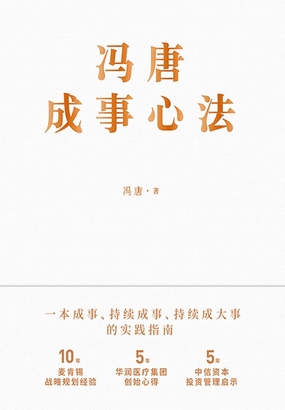 冯唐
成事心法
冯唐·著
一本成事、持续成事、持续成大事
的实践指南
10年 5年 5年
麦肯锡 华润医疗集团 中信资本
战略规划经验 创始心得 投资管理启示